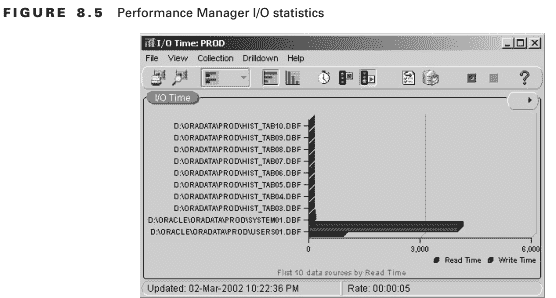 FIGURE 8.5 Performance Manager I/O statistics
I/O Time: PROD
File View Collection Drilldown Help
I/O Time
D:\ORADATA\PROD\HIST_TAB10.DBF
D:\ORADATA\PROD\HIST_TAB09.DBF
D:\ORADATA\PROD\HIST_TAB08.DBF
D:\ORADATA\PROD\HIST_TAB07.DBF
D:\ORADATA\PROD\HIST_TAB06.DBF
D:\ORADATA\PROD\HIST_TAB05.DBF
D:\ORADATA\PROD\HIST_TAB04.DBF
D:\ORADATA\PROD\HIST_TAB03.DBF
D:\ORACLE\ORADATA\PROD\SYSTEM01.DBF
D:\ORACLE\ORADATA\PROD\USERS01.DBF
0 3,000 6,000
Read Time Write Time
First 10 data sources by Read Time
Updated: 02-Mar-2002 10:22:36 PM Rate: 00:00:05